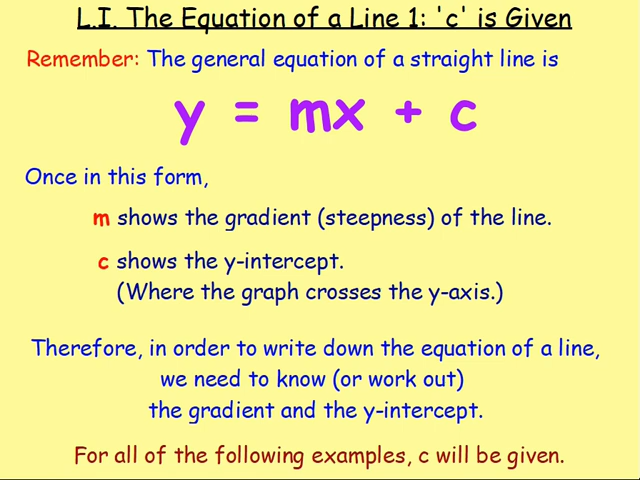 L.I. The Equation of a Line 1: 'c' is Given
Remember: The general equation of a straight line is
y = mx + c
Once in this form,
m shows the gradient (steepness) of the line.
c shows the y-intercept.
(Where the graph crosses the y-axis.)
Therefore, in order to write down the equation of a line,
we need to know (or work out)
the gradient and the y-intercept.
For all of the following examples, c will be given.